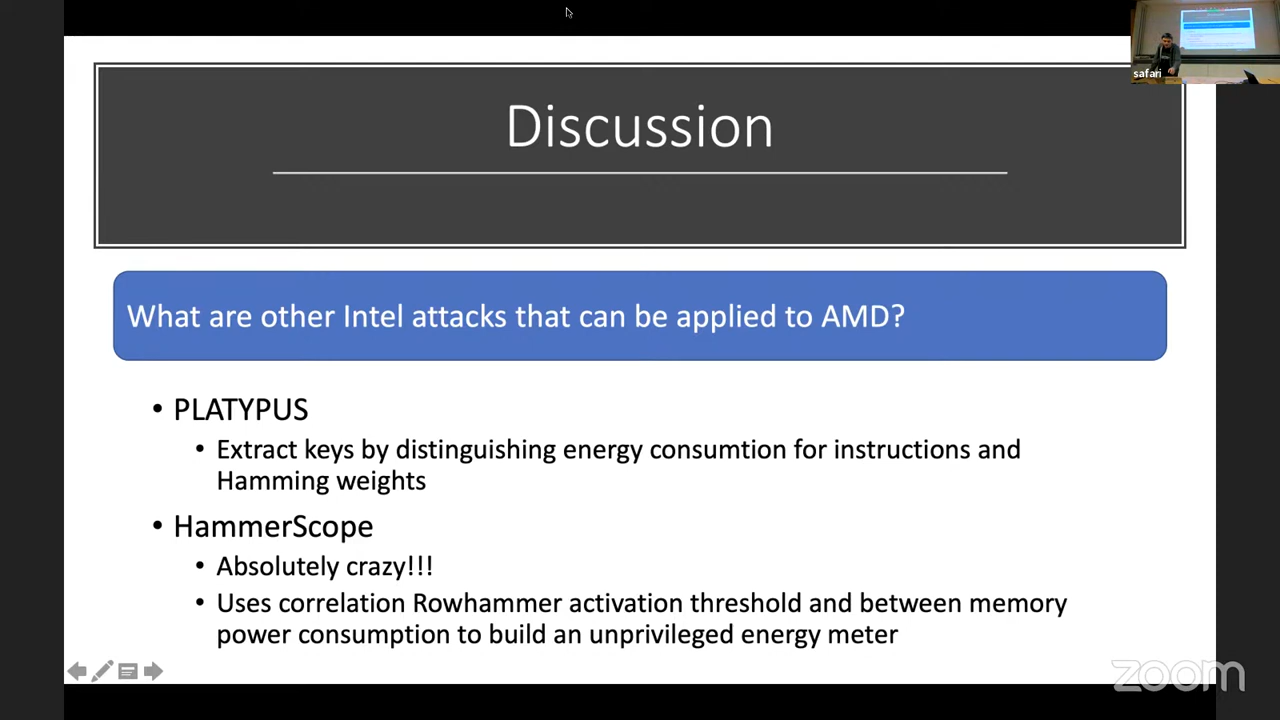 safari
Discussion
What are other Intel attacks that can be applied to AMD?
• PLATYPUS
• Extract keys by distinguishing energy consumtion for instructions and
Hamming weights
• HammerScope
• Absolutely crazy!!!
• Uses correlation Rowhammer activation threshold and between memory
power consumption to build an unprivileged energy meter
zoom